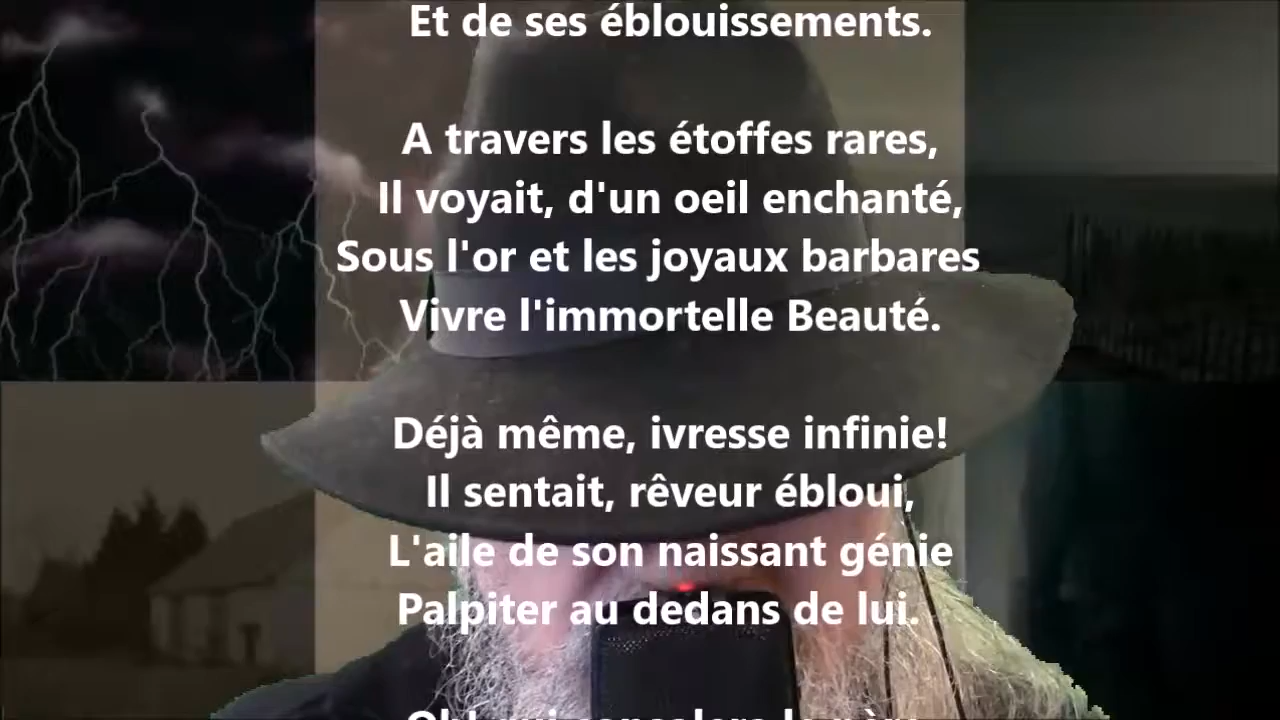 Et de ses éblouissements.
A travers les étoffes rares,
Il voyait, d'un oeil enchanté,
Sous l'or et les joyaux barbares
Vivre l'immortelle Beauté.
Déjà même, ivresse infinie!
Il sentait, rêveur ébloui,
L'aile de son naissant génie
Palpiter au dedans de lui.